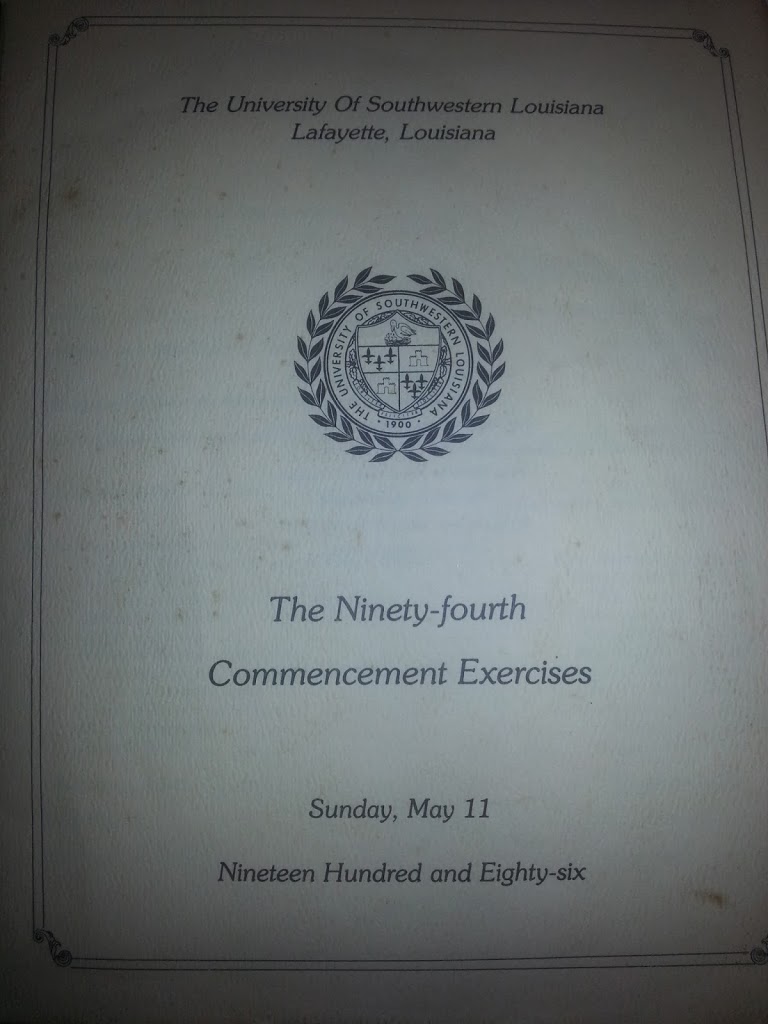 The University Of Southwestern Louisiana
Lafayette, Louisiana
THE UNIVERSITY OF SOUTHWESTERN LOUISIANA
· 1900 ·
The Ninety-fourth
Commencement Exercises
Sunday, May 11
Nineteen Hundred and Eighty-six